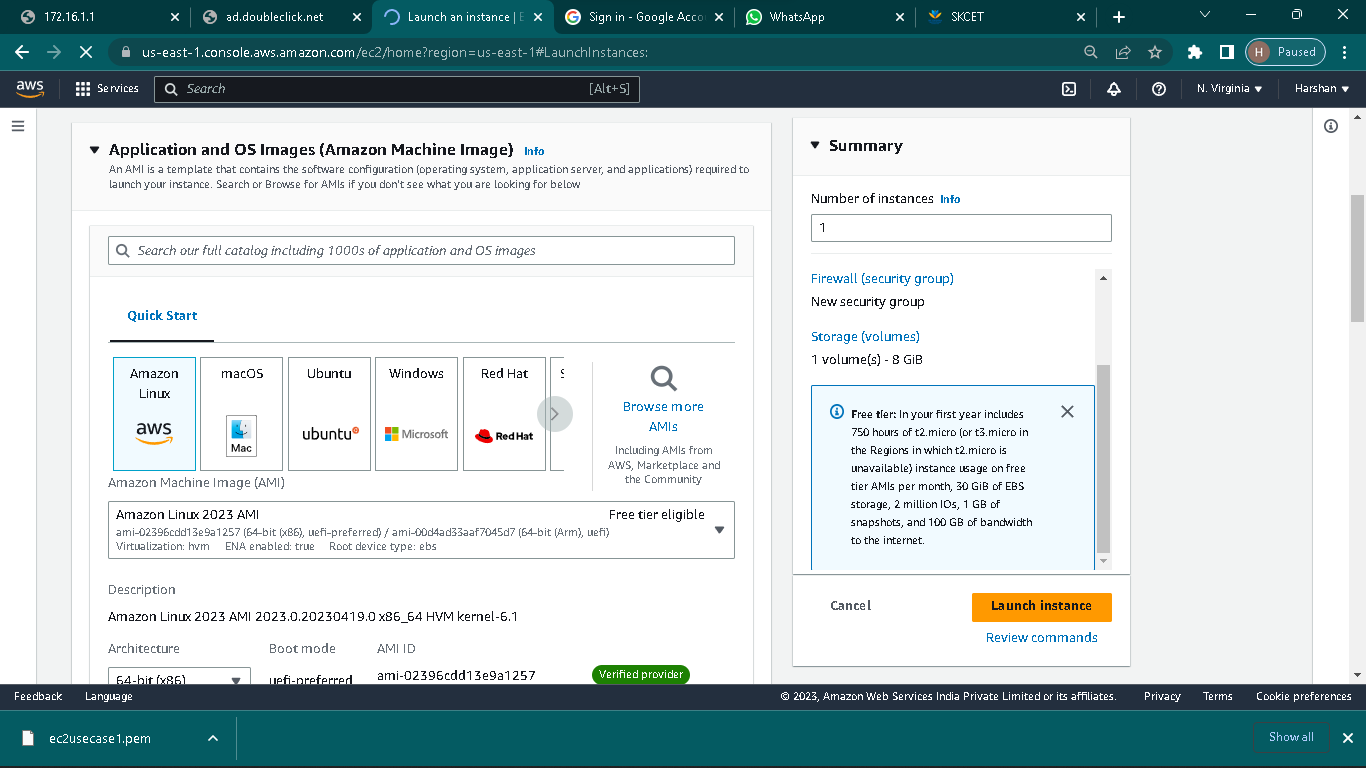 172.16.1.1
ad.doubleclick.net
Launch an instance | E
Sign in - Google Acco
WhatsApp
SKCET
us-east-1.console.aws.amazon.com/ec2/home?region=us-east-1#LaunchInstances:
H Paused
aws
Services
Search
[Alt+S]
N. Virginia
Harshan
Application and OS Images (Amazon Machine Image) Info
An AMI is a template that contains the software configuration (operating system, application server, and applications) required to
launch your instance. Search or Browse for AMIs if you don't see what you are looking for below
Search our full catalog including 1000s of application and OS images
Quick Start
Amazon
Linux
aws
macOS
Mac
Ubuntu
ubuntu
Windows
Microsoft
Red Hat
Red Hat
S
Browse more
AMIs
Including AMIs from
AWS, Marketplace and
the Community
Amazon Machine Image (AMI)
Amazon Linux 2023 AMI
Free tier eligible
ami-02396cdd13e9a1257 (64-bit (x86), uefi-preferred) / ami-00d4ad33aaf7045d7 (64-bit (Arm), uefi)
Virtualization: hvm ENA enabled: true Root device type: ebs
Description
Amazon Linux 2023 AMI 2023.0.20230419.0 x86_64 HVM kernel-6.1
Architecture
Boot mode
AMI ID
64-bit (x86)
uefi-preferred
ami-02396cdd13e9a1257
Verified provider
Summary
Number of instances Info
1
Firewall (security group)
New security group
Storage (volumes)
1 volume(s) - 8 GiB
Free tier: In your first year includes
750 hours of t2.micro (or t3.micro in
the Regions in which t2.micro is
unavailable) instance usage on free
tier AMIs per month, 30 GiB of EBS
storage, 2 million IOs, 1 GB of
snapshots, and 100 GB of bandwidth
to the internet.
Cancel
Launch instance
Review commands
Feedback
Language
© 2023, Amazon Web Services India Private Limited or its affiliates.
Privacy
Terms
Cookie preferences
ec2usecase1.pem
Show all